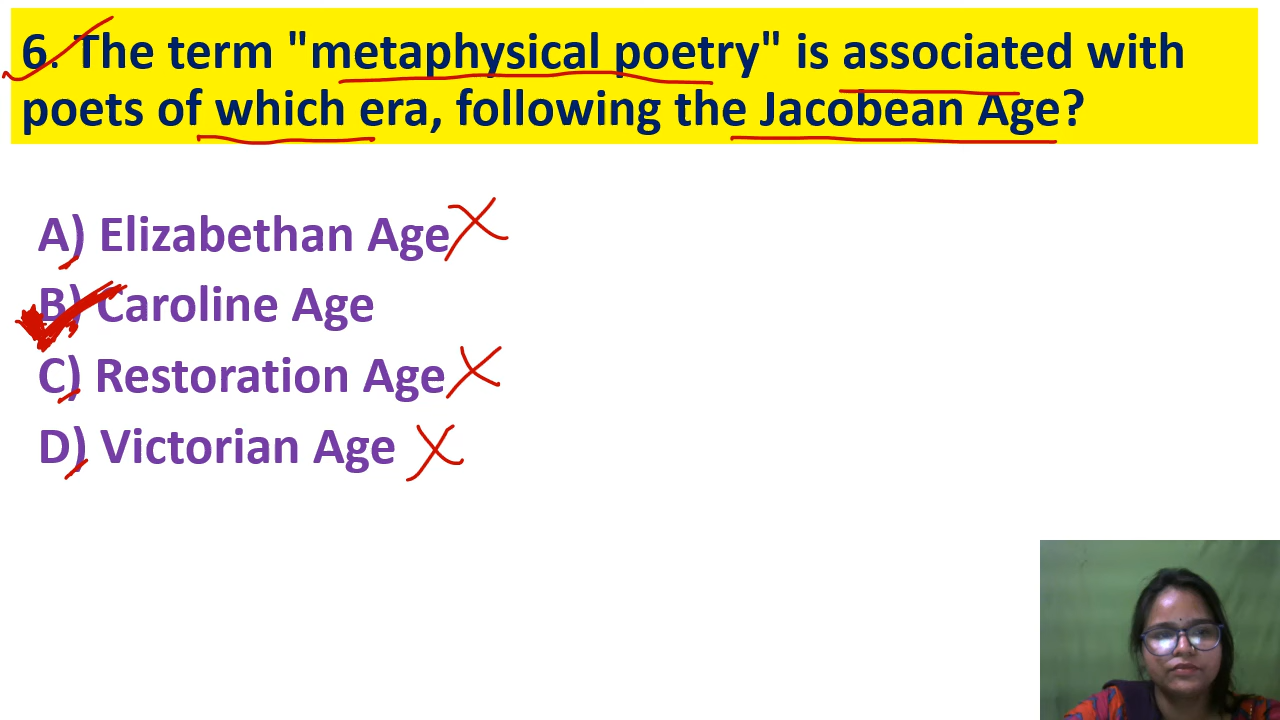 6. The term "metaphysical poetry" is associated with
poets of which era, following the Jacobean Age?
A) Elizabethan Age
B) Caroline Age
C) Restoration Age
D) Victorian Age